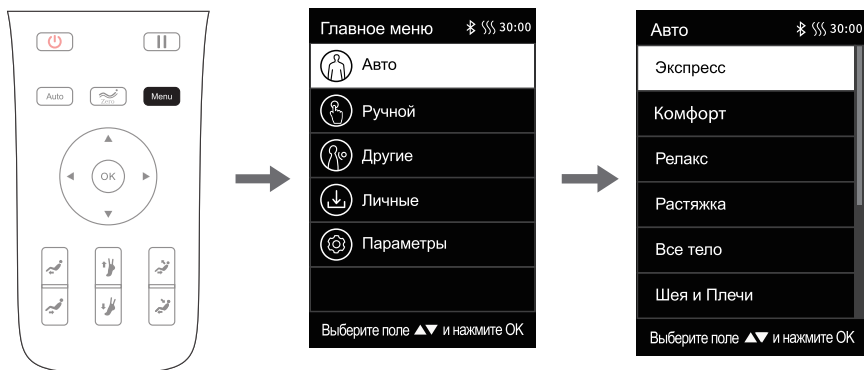 Auto
Zero
Menu
OK
Главное меню 30:00
Авто
Ручной
Другие
Личные
Параметры
Выберите поле ▲▼ и нажмите OK
Авто 30:00
Экспресс
Комфорт
Релакс
Растяжка
Все тело
Шея и Плечи
Выберите поле ▲▼ и нажмите OK